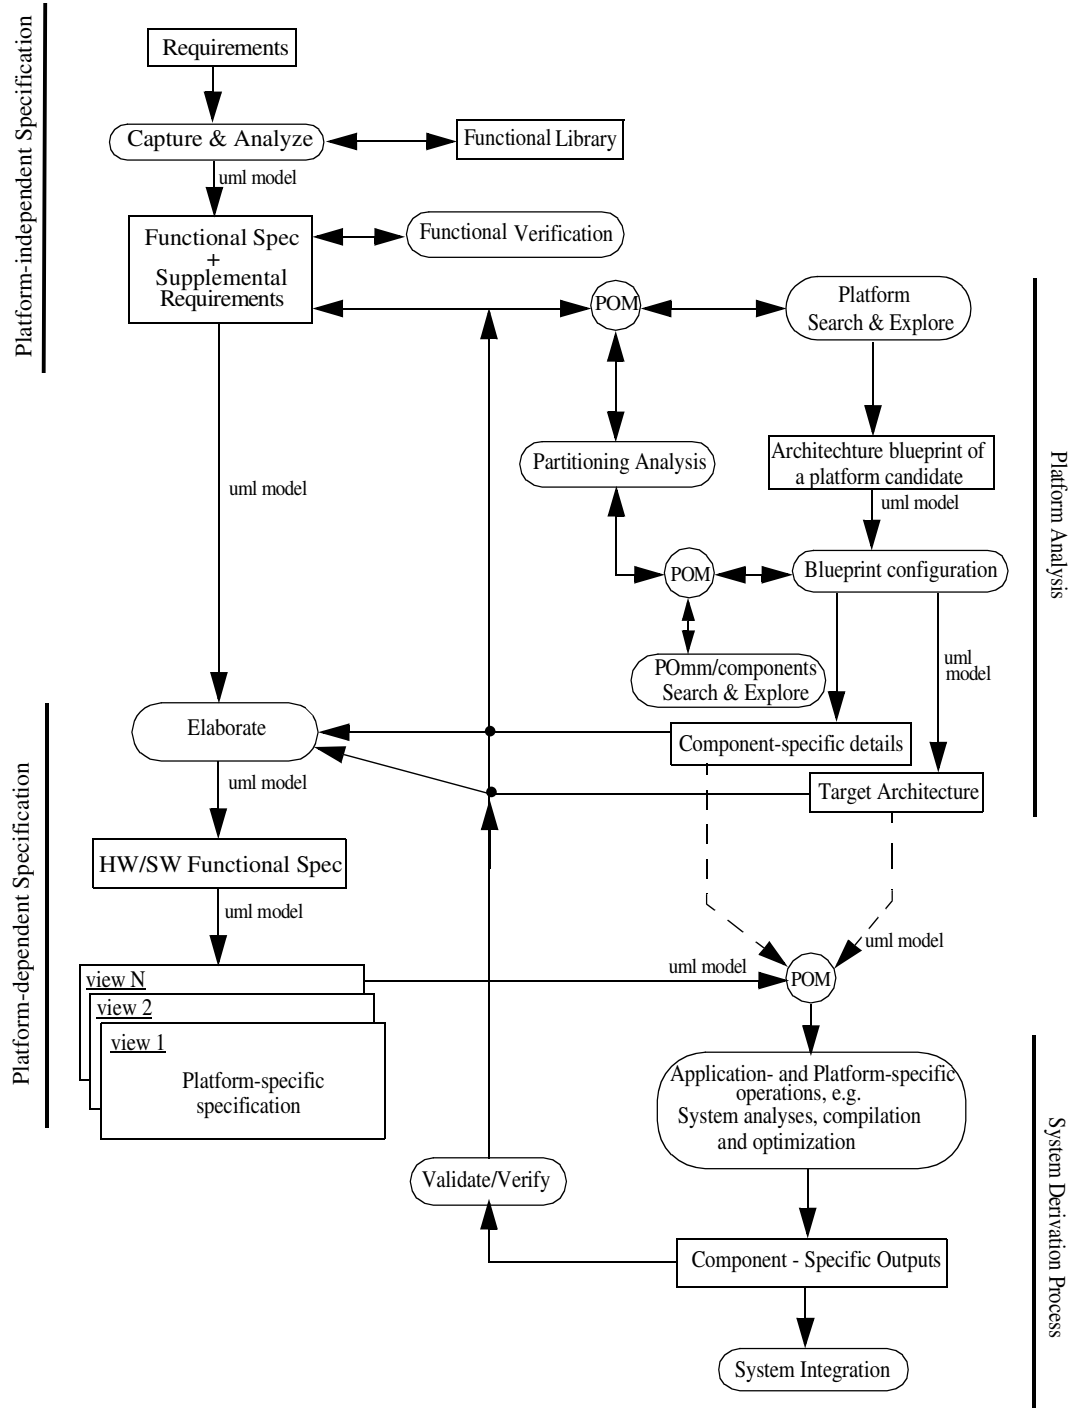 Platform-independent Specification
Requirements
Capture & Analyze
Functional Library
uml model
Functional Spec
+
Supplemental
Requirements
Functional Verification
POM
Platform
Search & Explore
Platform Analysis
Partitioning Analysis
Architechture blueprint of
a platform candidate
uml model
uml model
POM
Blueprint configuration
POmm/components
Search & Explore
uml
model
Platform-dependent Specification
Elaborate
Component-specific details
uml model
Target Architecture
HW/SW Functional Spec
uml model
uml model
uml model
POM
view N
view 2
view 1
Platform-specific
specification
System Derivation Process
Application- and Platform-specific
operations, e.g.
System analyses, compilation
and optimization
Validate/Verify
Component - Specific Outputs
System Integration